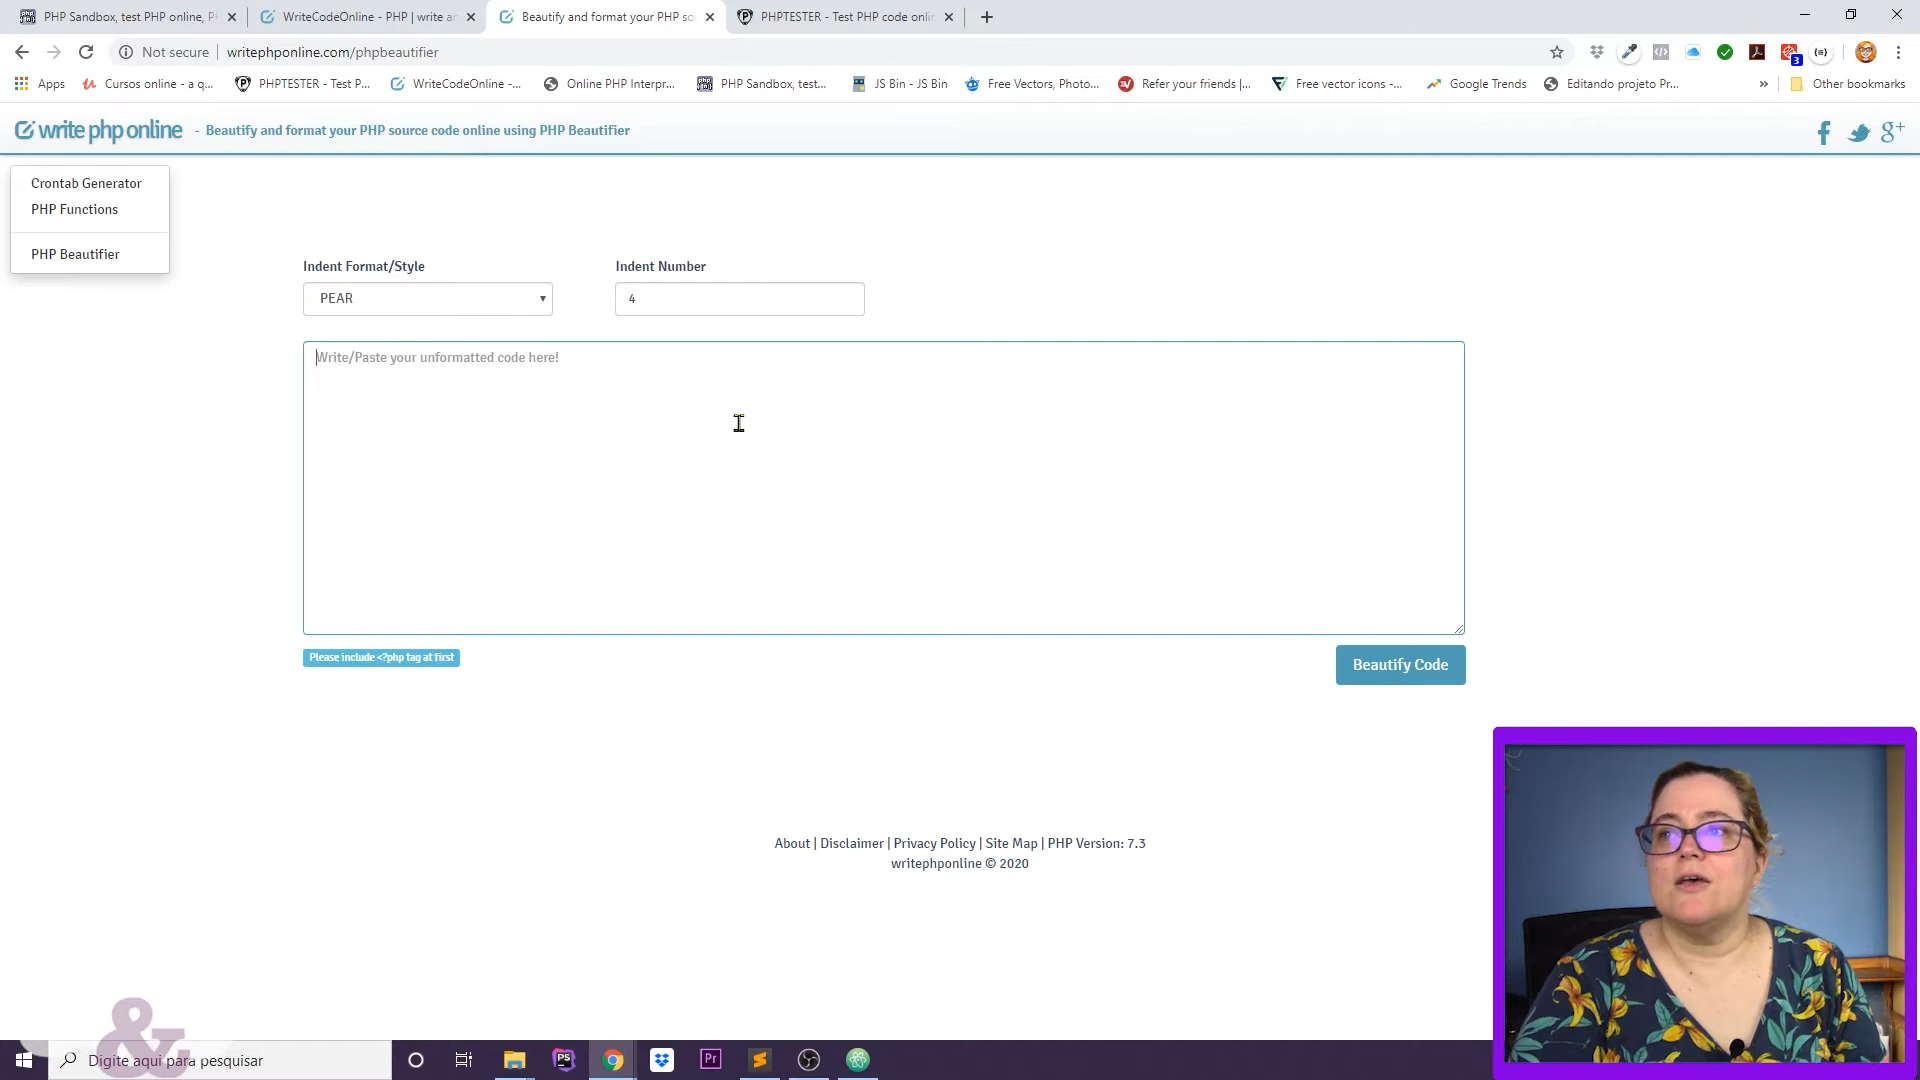 PHP Sandbox, test PHP online, P
WriteCodeOnline - PHP | write an
Beautify and format your PHP so
PHPTESTER - Test PHP code onlin
Not secure
writephponline.com/phpbeautifier
3
Apps
Cursos online - a q...
PHPTESTER - Test P...
WriteCodeOnline -...
Online PHP Interpr...
PHP Sandbox, test...
JS Bin - JS Bin
Free Vectors, Photo...
Refer your friends |...
Free vector icons -...
Google Trends
Editando projeto Pr...
»
Other bookmarks
write php online
- Beautify and format your PHP source code online using PHP Beautifier
g+
Crontab Generator
PHP Functions
PHP Beautifier
Indent Format/Style
Indent Number
PEAR
4
Write/Paste your unformatted code here!
Please include <?php tag at first
Beautify Code
About | Disclaimer | Privacy Policy | Site Map | PHP Version: 7.3
writephponline © 2020
&
Digite aqui para pesquisar
PS
Pr